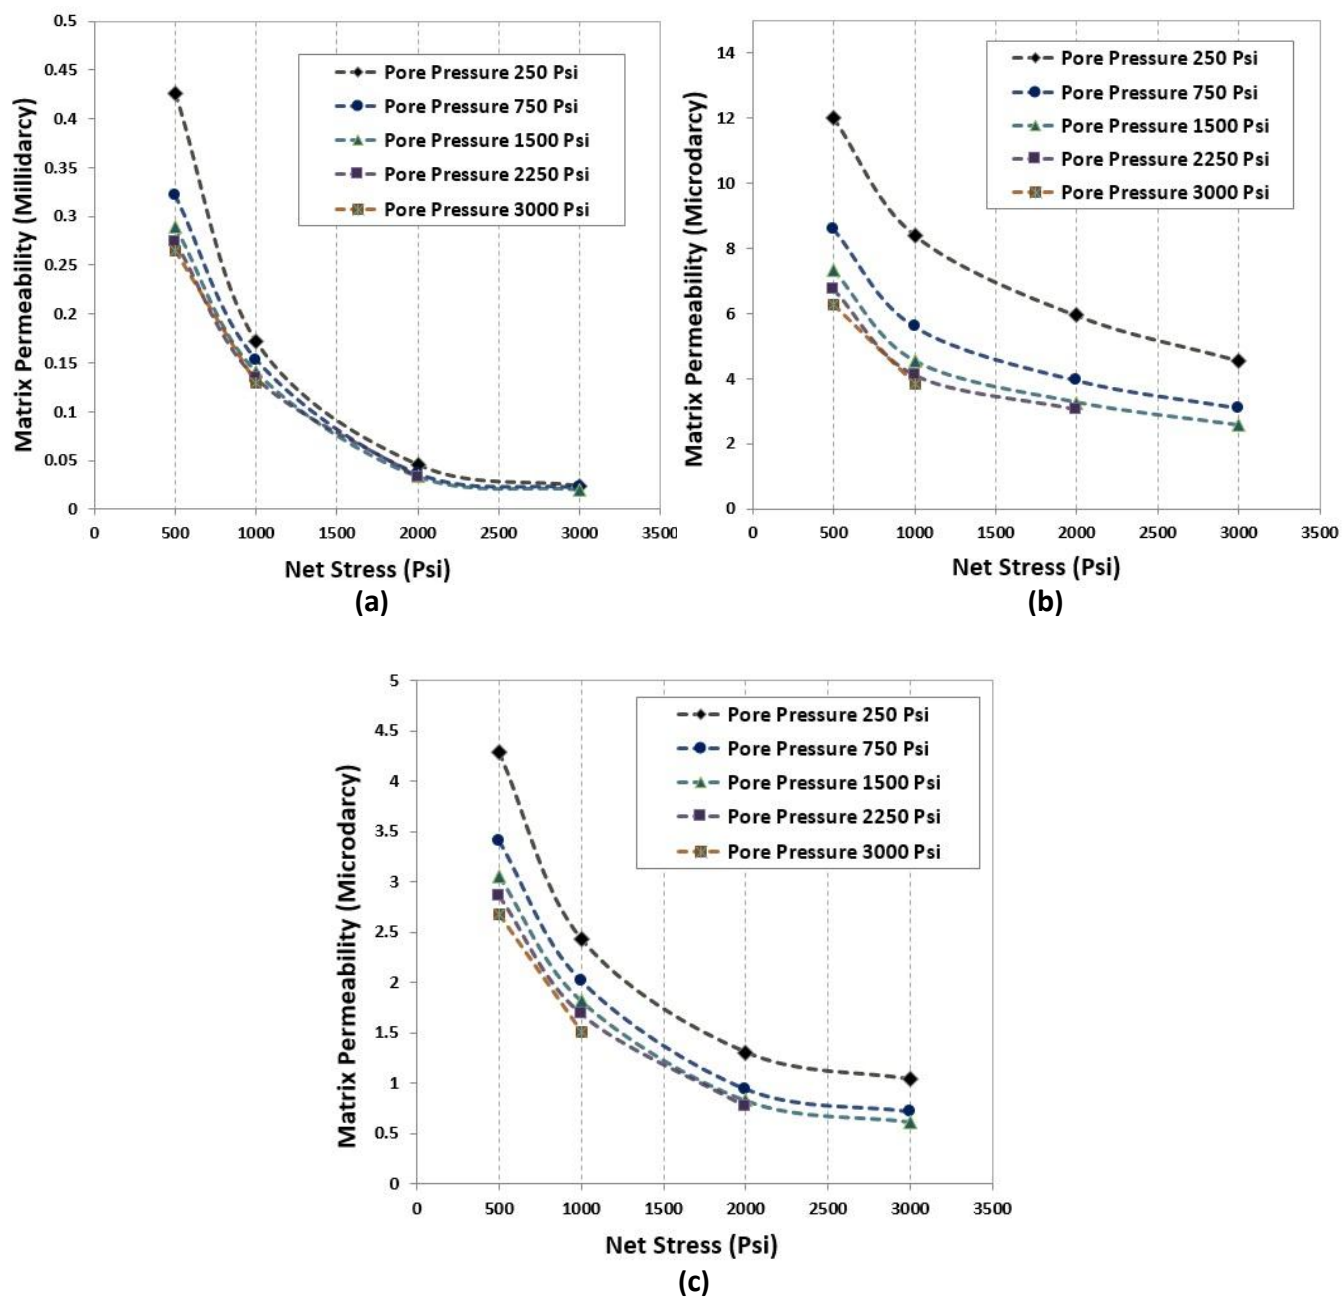 0.5
0.45
0.4
0.35
0.3
0.25
0.2
0.15
0.1
0.05
0
Matrix Permeability (Millidarcy)
Pore Pressure 250 Psi
Pore Pressure 750 Psi
Pore Pressure 1500 Psi
Pore Pressure 2250 Psi
Pore Pressure 3000 Psi
0 500 1000 1500 2000 2500 3000 3500
Net Stress (Psi)
(a)
14
12
10
8
6
4
2
0
Matrix Permeability (Microdarcy)
Pore Pressure 250 Psi
Pore Pressure 750 Psi
Pore Pressure 1500 Psi
Pore Pressure 2250 Psi
Pore Pressure 3000 Psi
0 500 1000 1500 2000 2500 3000 3500
Net Stress (Psi)
(b)
5
4.5
4
3.5
3
2.5
2
1.5
1
0.5
0
Matrix Permeability (Microdarcy)
Pore Pressure 250 Psi
Pore Pressure 750 Psi
Pore Pressure 1500 Psi
Pore Pressure 2250 Psi
Pore Pressure 3000 Psi
0 500 1000 1500 2000 2500 3000 3500
Net Stress (Psi)
(c)